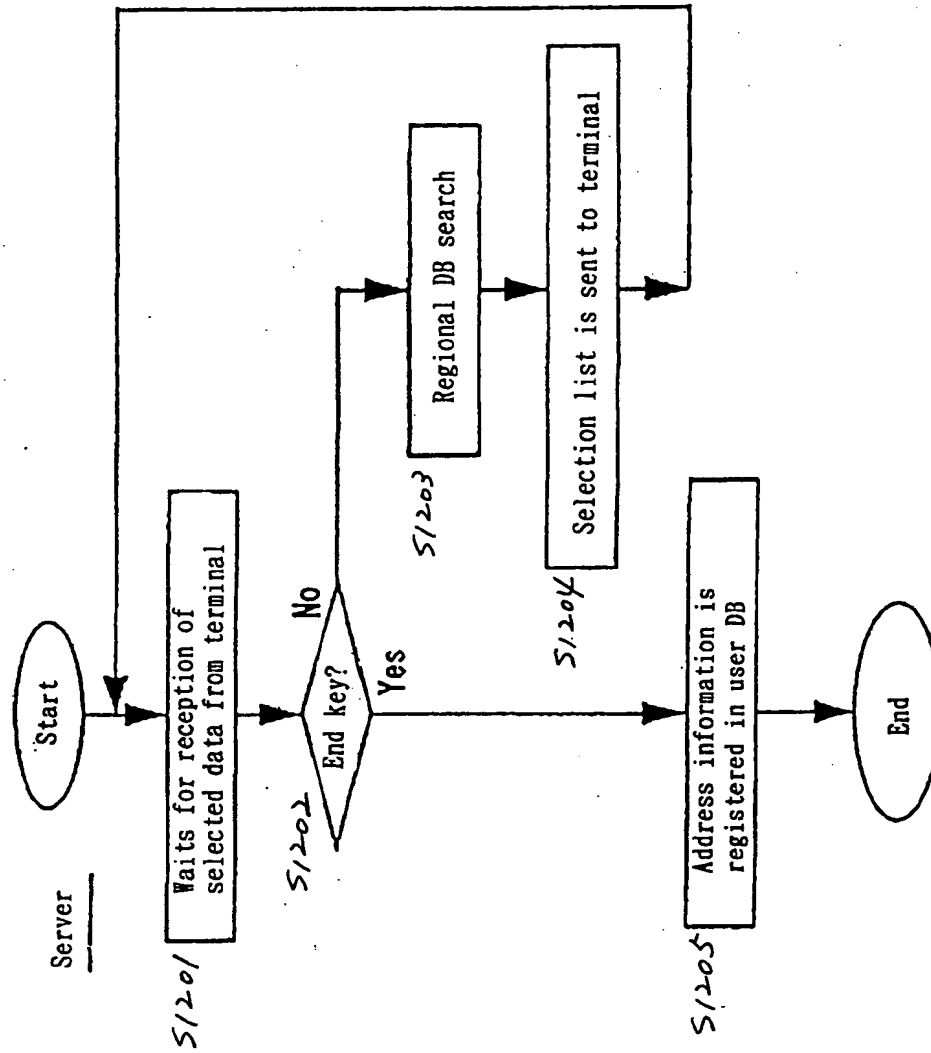 Server
Start
S1201
Waits for reception of
selected data from terminal
S1202
End key?
No
Yes
S1203
Regional DB search
S1204
Selection list is sent to terminal
S1205
Address information is
registered in user DB
End